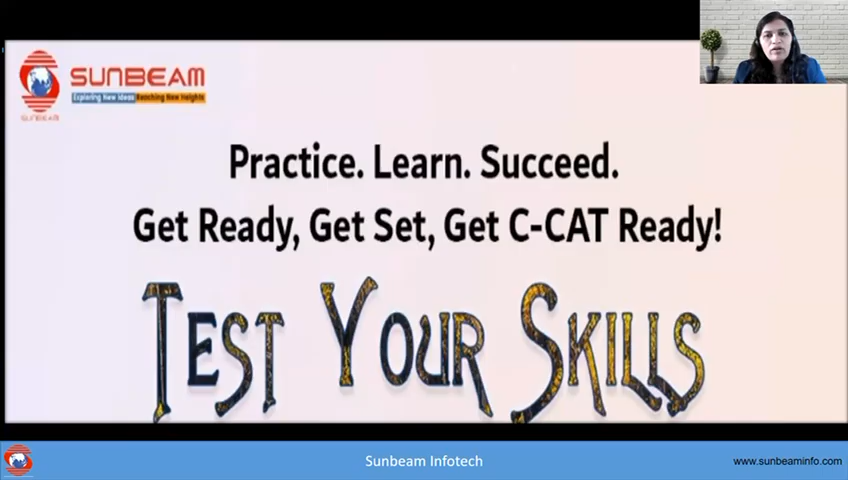 SUNBEAM
Exploring New Ideas Reaching New Heights
SUNBEAM
Practice. Learn. Succeed.
Get Ready, Get Set, Get C-CAT Ready!
TEST YOUR SKILLS
Sunbeam Infotech
www.sunbeaminfo.com